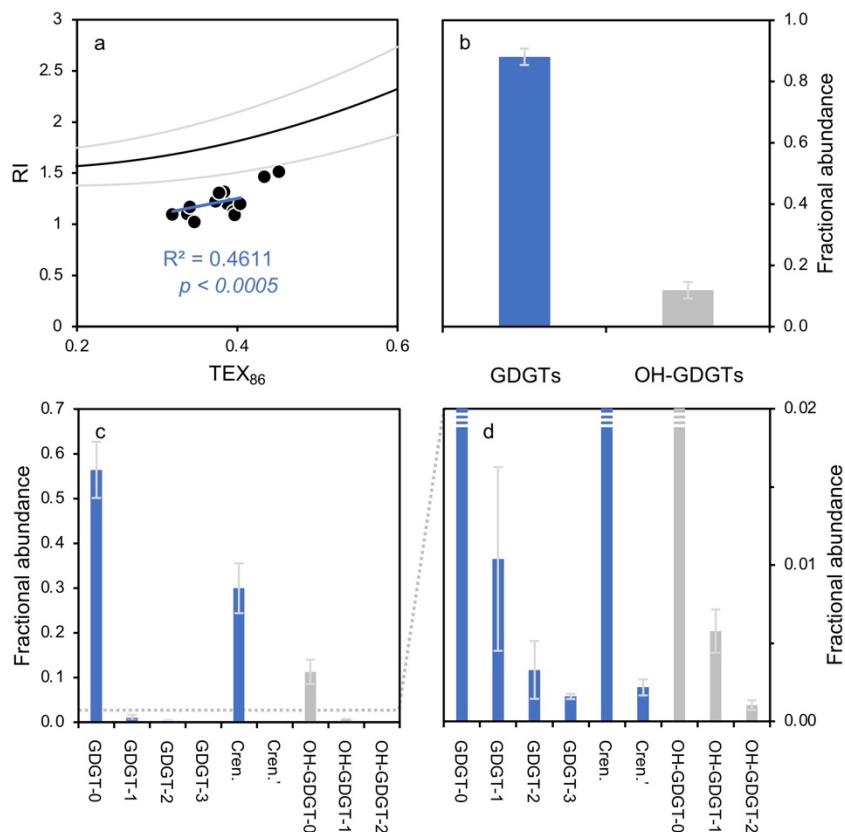 a
3
2.5
2
1.5
1
0.5
0
RI
R² = 0.4611
p < 0.0005
0.2
0.4
0.6
TEX₈₆
b
1.0
0.8
0.6
0.4
0.2
0.0
Fractional abundance
GDGTs
OH-GDGTs
c
0.7
0.6
0.5
0.4
0.3
0.2
0.1
0.0
Fractional abundance
GDGT-0
GDGT-1
GDGT-2
GDGT-3
Cren.
Cren.'
OH-GDGT-0
OH-GDGT-1
OH-GDGT-2
d
0.02
0.01
0.00
Fractional abundance
GDGT-0
GDGT-1
GDGT-2
GDGT-3
Cren.
Cren.'
OH-GDGT-0
OH-GDGT-1
OH-GDGT-2